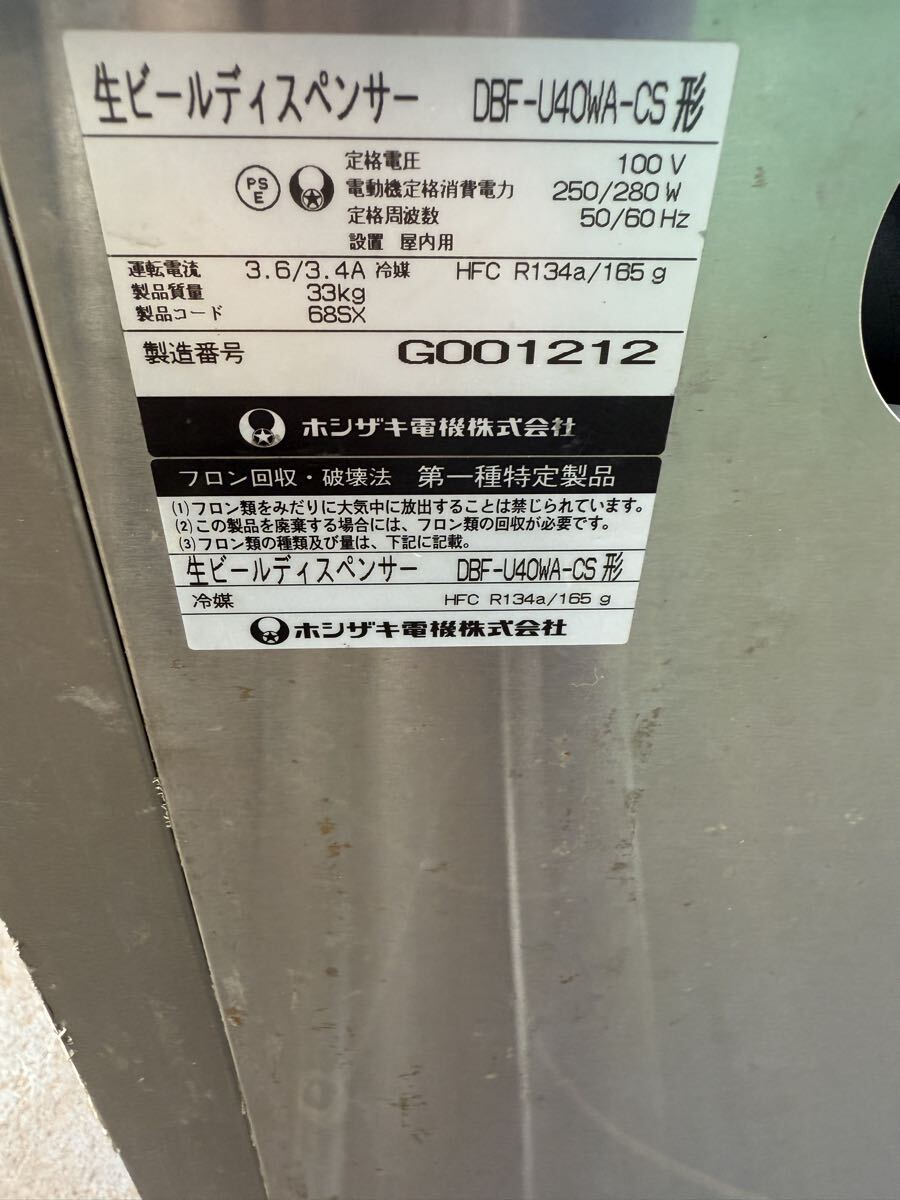 生ビールディスペンサー DBF-U40WA-CS 形
PS E 定格電圧 100 V
電動機定格消費電力 250/280 W
定格周波数 50/60 Hz
設置 屋内用
運転電流 3.6/3.4A 冷媒 HFC R134a/165 g
製品質量 33kg
製品コード 68SX
製造番号 G001212
ホシザキ電機株式会社
フロン回収・破壊法 第一種特定製品
(1)フロン類をみだりに大気中に放出することは禁じられています。
(2)この製品を廃棄する場合には、フロン類の回収が必要です。
(3)フロン類の種類及び量は、下記に記載。
生ビールディスペンサー DBF-U40WA-CS 形
冷媒 HFC R134a/165 g
ホシザキ電機株式会社